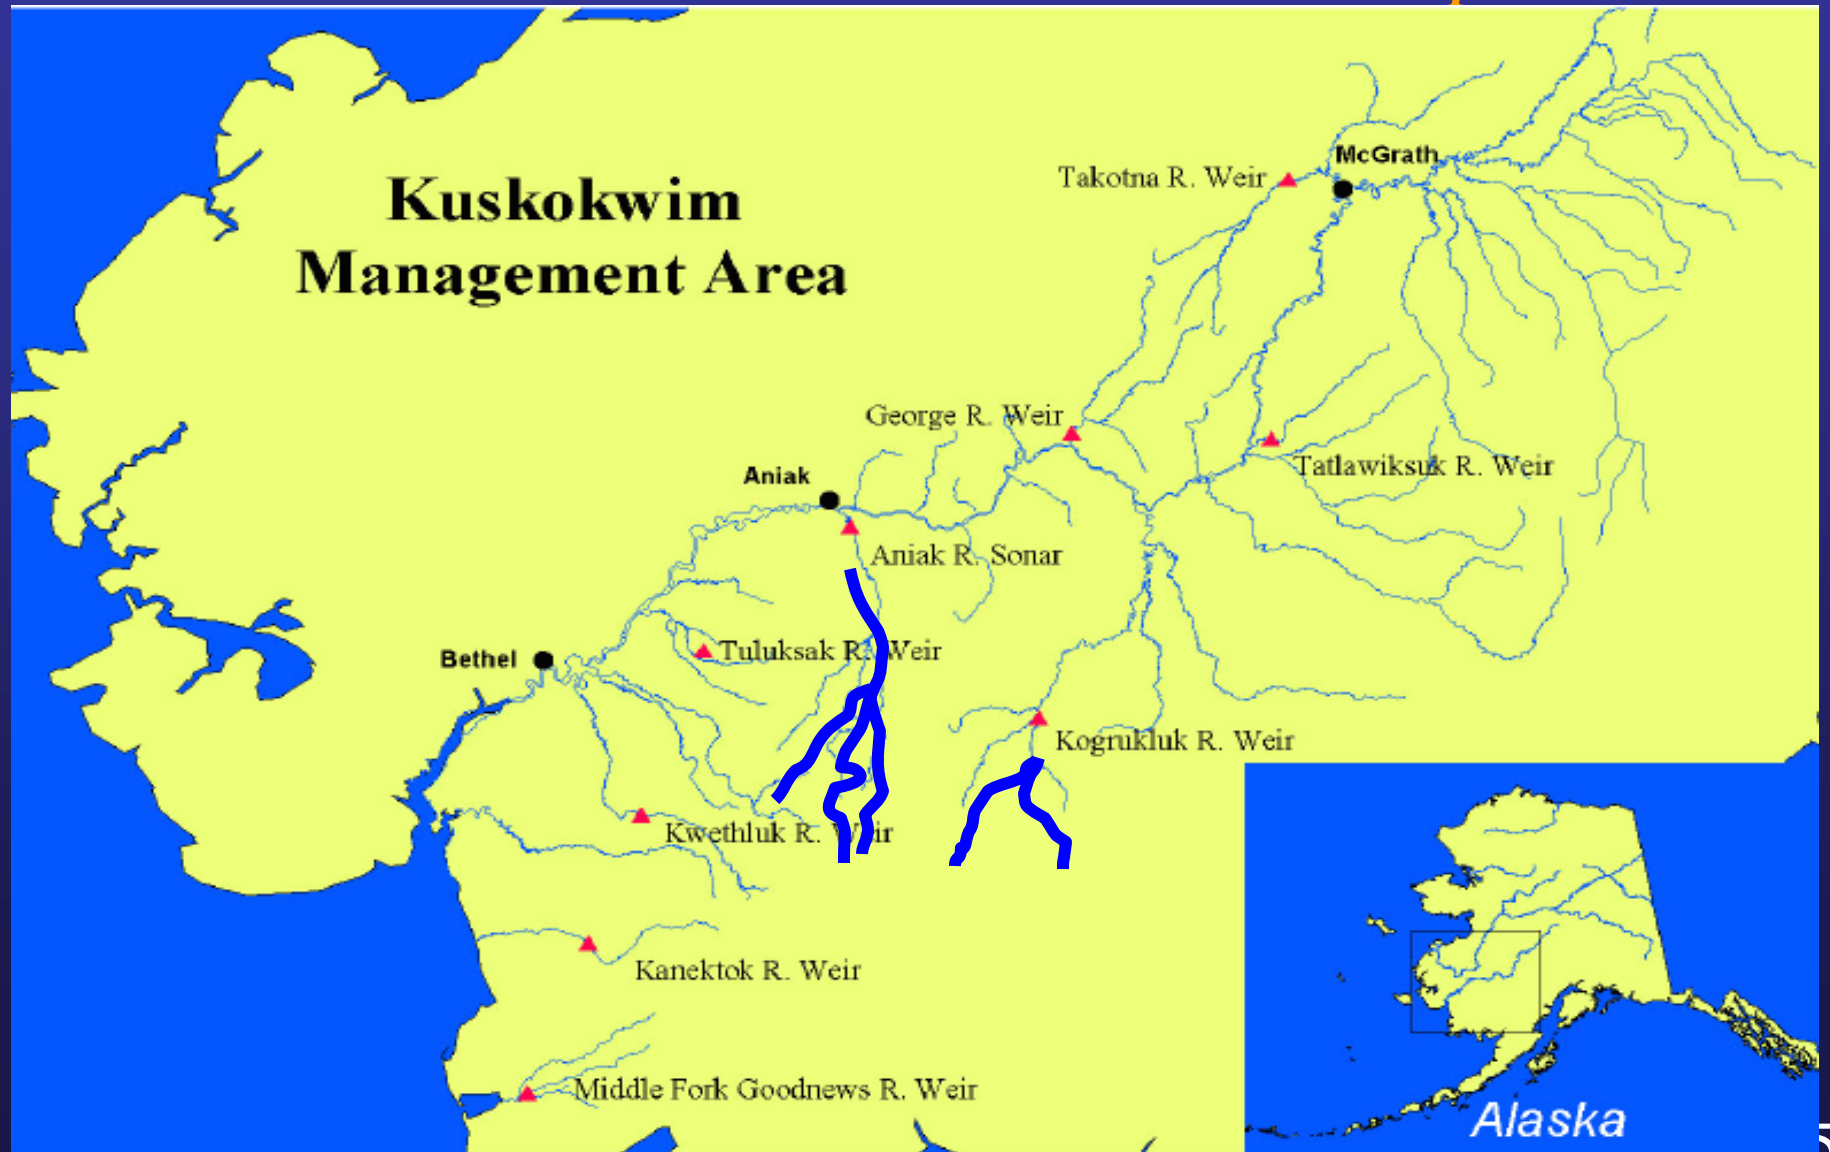 Kuskokwim
Management Area
McGrath
Takotna R. Weir
George R. Weir
Tatlawiksuk R. Weir
Aniak
Aniak R. Sonar
Tuluksak R. Weir
Bethel
Kogrukluk R. Weir
Kwethluk R. Weir
Kanektok R. Weir
Middle Fork Goodnews R. Weir
Alaska